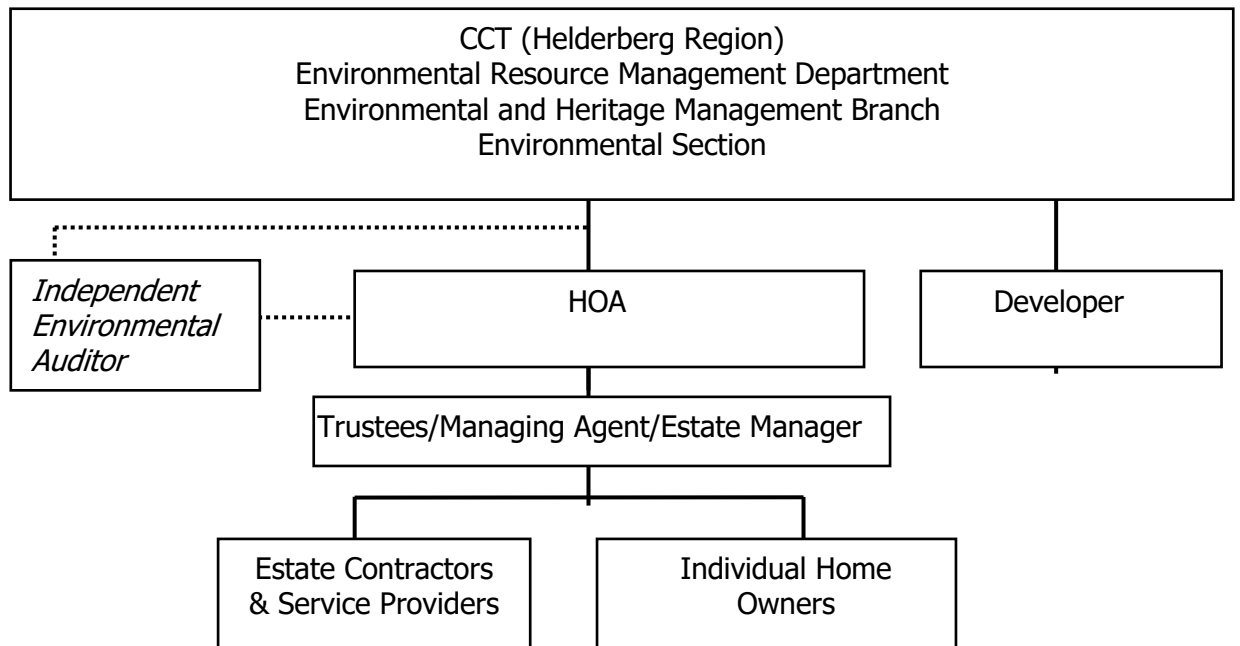 CCT (Helderberg Region)
Environmental Resource Management Department
Environmental and Heritage Management Branch
Environmental Section
Independent
Environmental
Auditor
HOA
Developer
Trustees/Managing Agent/Estate Manager
Estate Contractors
& Service Providers
Individual Home
Owners